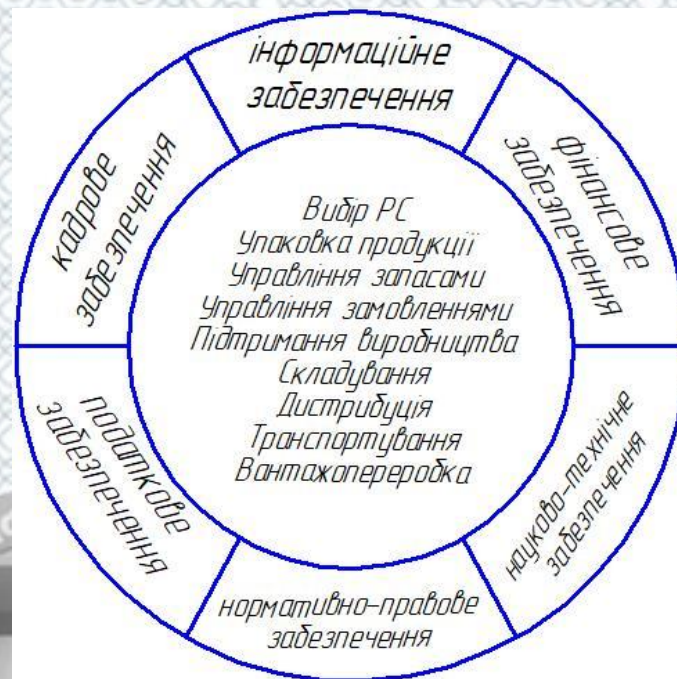 інформаційне
забезпечення
фінансове
забезпечення
науково-технічне
забезпечення
нормативно-правове
забезпечення
податкове
забезпечення
кадрове
забезпечення
Вибір РС
Упаковка продукції
Управління запасами
Управління замовленнями
Підтримання виробництва
Складування
Дистрибуція
Транспортування
Вантажопереробка